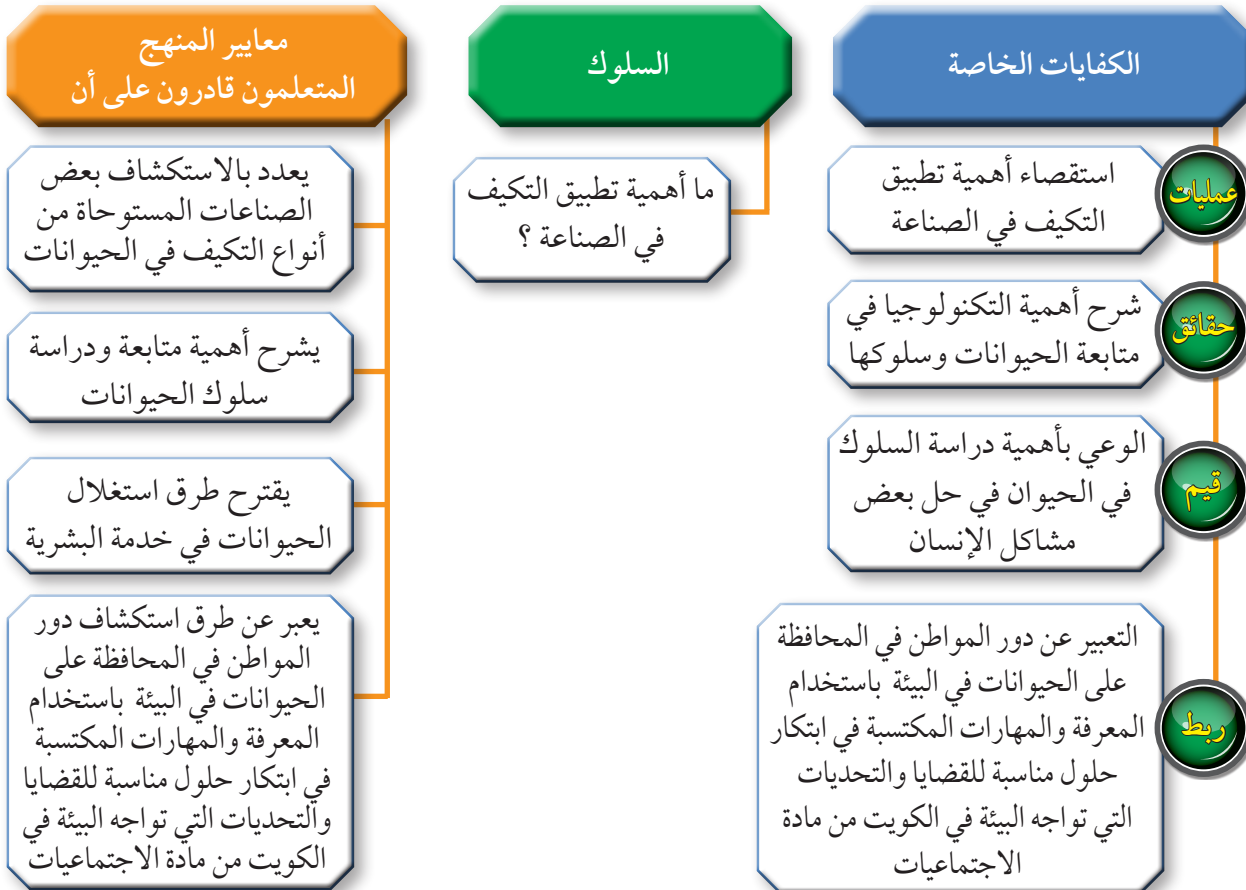 الكفايات الخاصة
عمليات
استقصاء أهمية تطبيق
التكيف في الصناعة
حقائق
شرح أهمية التكنولوجيا في
متابعة الحيوانات وسلوكها
قيم
الوعي بأهمية دراسة السلوك
في الحيوان في حل بعض
مشاكل الإنسان
ربط
التعبير عن دور المواطن في المحافظة
على الحيوانات في البيئة باستخدام
المعرفة والمهارات المكتسبة في ابتكار
حلول مناسبة للقضايا والتحديات
التي تواجه البيئة في الكويت من مادة
الاجتماعيات
السلوك
ما أهمية تطبيق التكيف
في الصناعة ؟
معايير المنهج
المتعلمون قادرون على أن
يعدد بالاستكشاف بعض
الصناعات المستوحاة من
أنواع التكيف في الحيوانات
يشرح أهمية متابعة ودراسة
سلوك الحيوانات
يقترح طرق استغلال
الحيوانات في خدمة البشرية
يعبر عن طرق استكشاف دور
المواطن في المحافظة على
الحيوانات في البيئة باستخدام
المعرفة والمهارات المكتسبة
في ابتكار حلول مناسبة للقضايا
والتحديات التي تواجه البيئة في
الكويت من مادة الاجتماعيات